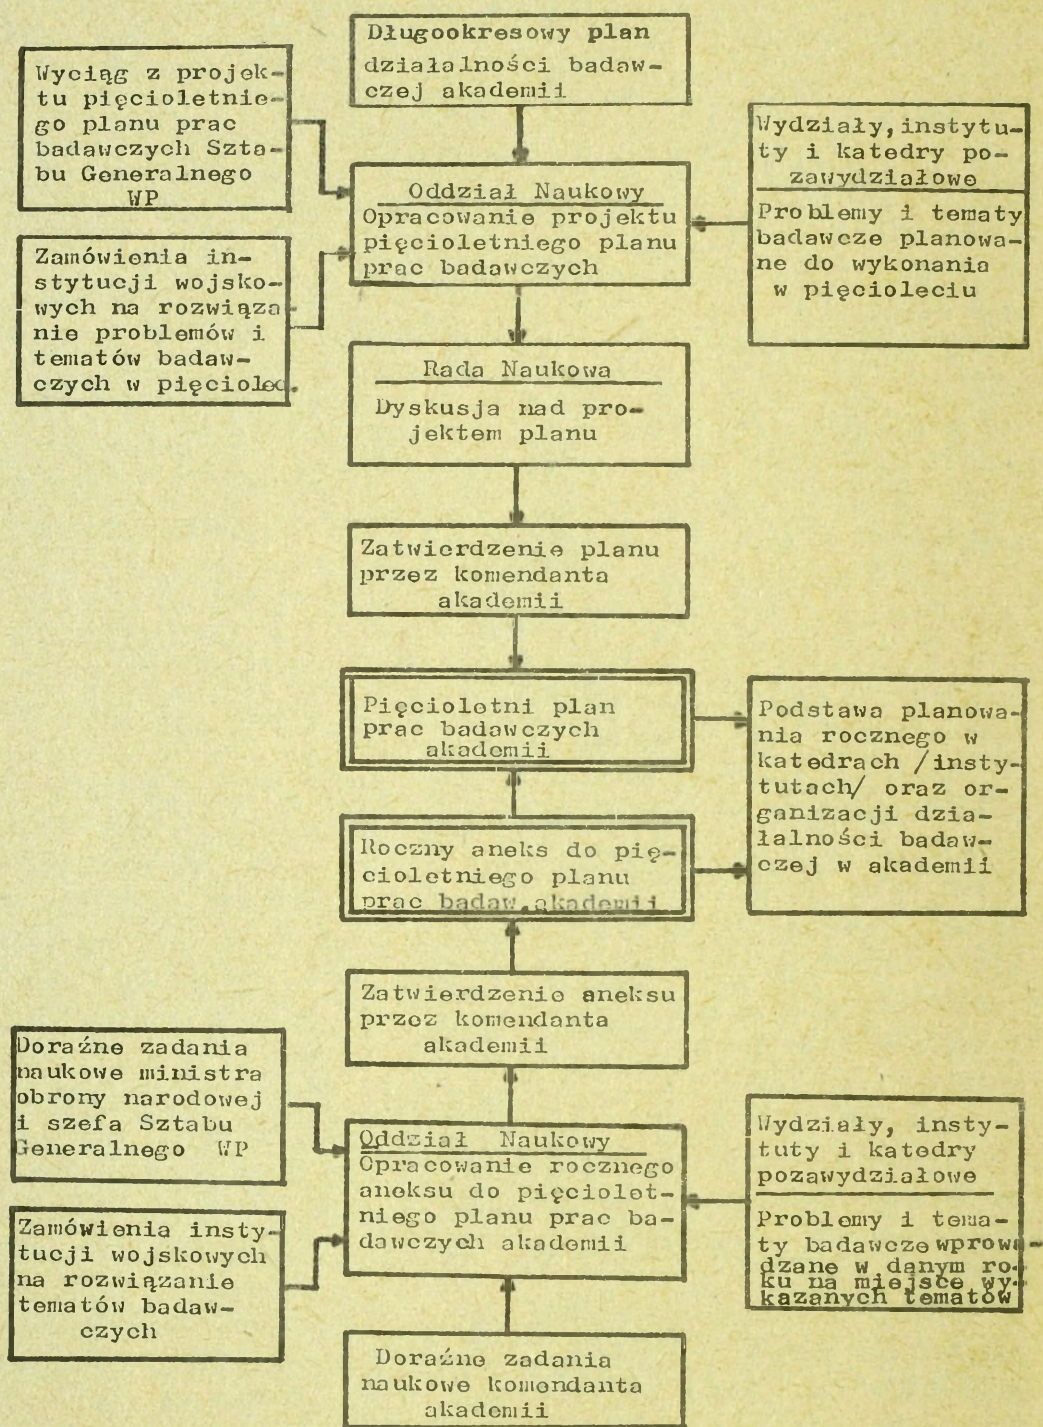 Długookresowy plan
działalności badaw-
czej akademii
Wyciąg z projek-
tu pięcioletnie-
go planu prac
badawczych Szta-
bu Generalnego
WP
Zamówienia in-
stytucji wojsko-
wych na rozwiąza-
nie problemów i
tematów badaw-
czych w pięciolec.
Oddział Naukowy
Opracowanie projektu
pięcioletniego planu
prac badawczych
Wydziały, instytu-
ty i katedry po-
zawydziałowe
Problemy i tematy
badawcze planowa-
ne do wykonania
w pięcioleciu
Rada Naukowa
Dyskusja nad pro-
jektem planu
Zatwierdzenie planu
przez komendanta
akademii
Pięcioletni plan
prac badawczych
akademii
Podstawa planowa-
nia rocznego w
katedrach /insty-
tutach/ oraz or-
ganizacji dzia-
łalności badaw-
czej w akademii
Roczny aneks do pię-
cioletniego planu
prac badaw. akademii
Zatwierdzenie aneksu
przez komendanta
akademii
Doraźne zadania
naukowe ministra
obrony narodowej
i szefa Sztabu
Generalnego WP
Zamówienia insty-
tucji wojskowych
na rozwiązanie
tematów badaw-
czych
Oddział Naukowy
Opracowanie rocznego
aneksu do pięciolet-
niego planu prac ba-
dawczych akademii
Wydziały, insty-
tuty i katedry
pozawydziałowe
Problemy i tema-
ty badawcze wprowa-
dzane w danym ro-
ku na miejsce wy-
kazanych tematów
Doraźne zadania
naukowe komendanta
akademii